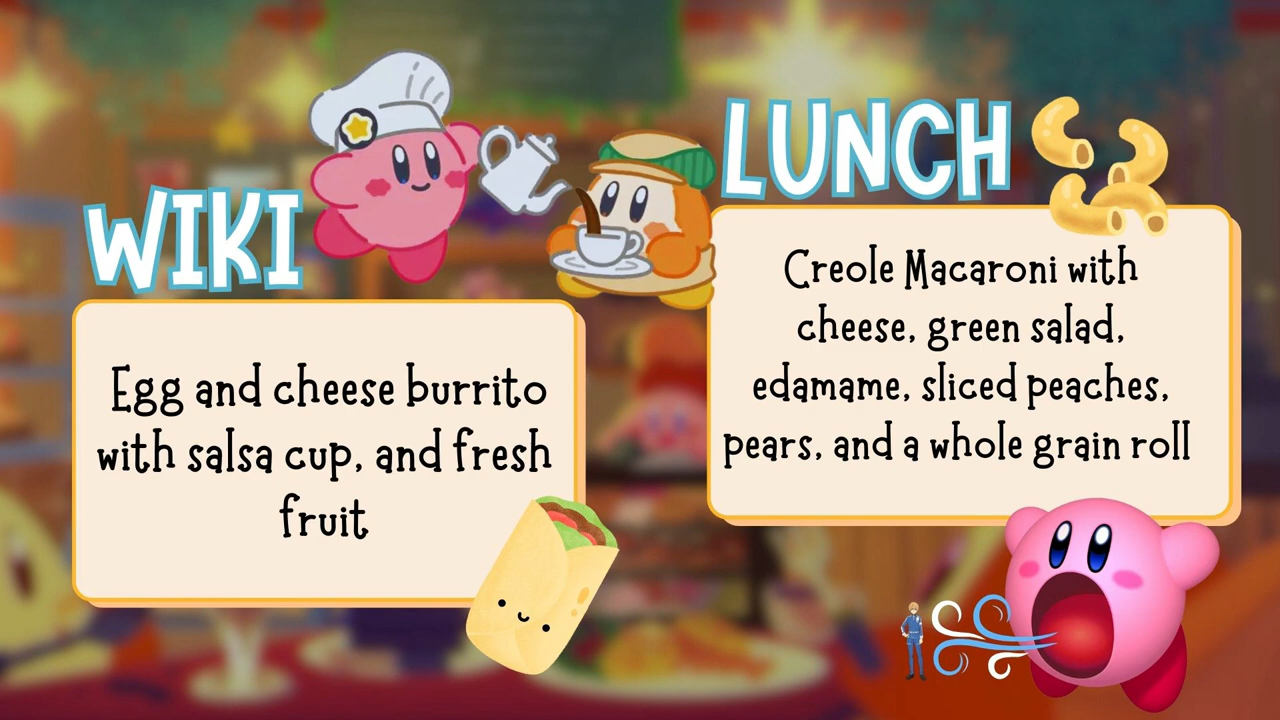 WIKI
Egg and cheese burrito
with salsa cup, and fresh
fruit
LUNCH
Creole Macaroni with
cheese, green salad,
edamame, sliced peaches,
pears, and a whole grain roll